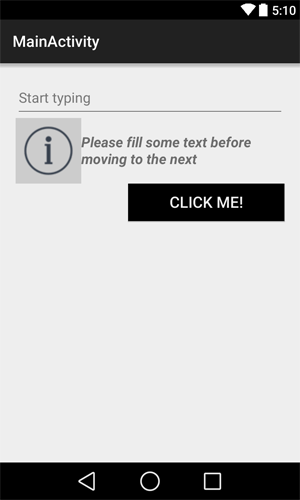 5:10
MainActivity
Start typing
i
Please fill some text before
moving to the next
CLICK ME!